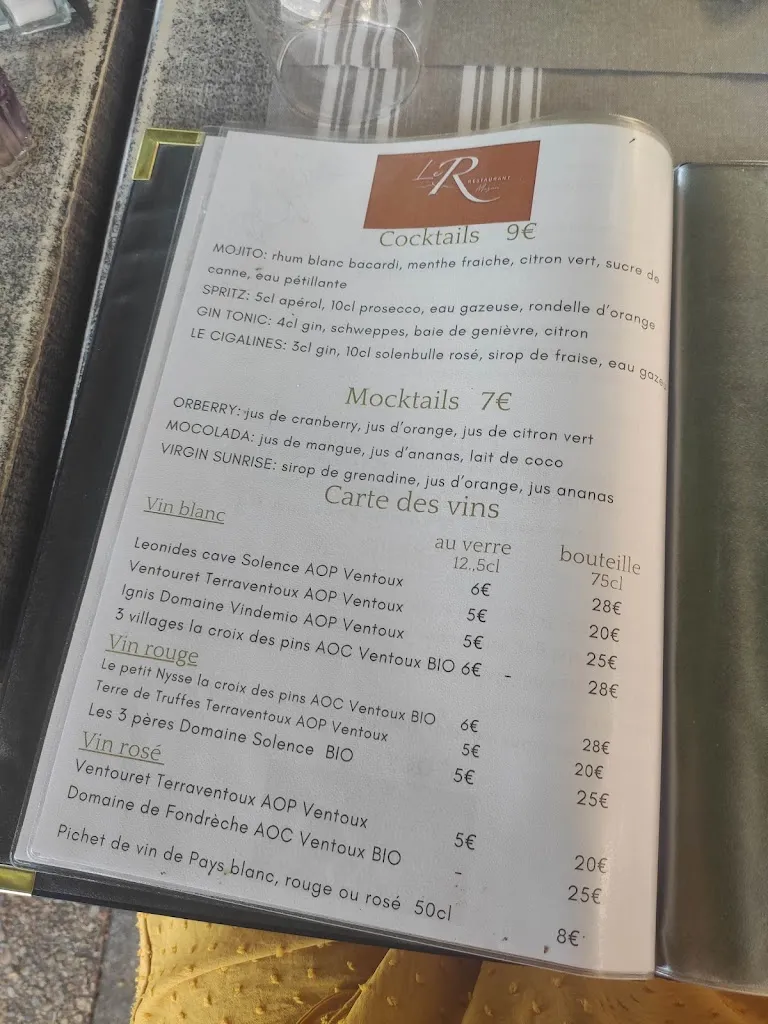 Le R
RESTAURANT
Cocktails 9€
MOJITO: rhum blanc bacardi, menthe fraiche, citron vert, sucre de
canne, eau pétillante
SPRITZ: 5cl apérol, 10cl prosecco, eau gazeuse, rondelle d'orange
GIN TONIC: 4cl gin, schweppes, baie de genièvre, citron
LE CIGALINES: 3cl gin, 10cl solenbulle rosé, sirop de fraise, eau
Mocktails 7€
ORBERRY: jus de cranberry, jus d'orange, jus de citron vert
MOCOLADA: jus de mangue, jus d'ananas, lait de coco
VIRGIN SUNRISE: sirop de grenadine, jus d'orange, jus ananas
Carte des vins
Vin blanc
au verre bouteille
12.,5cl 75cl
Leonides cave Solence AOP Ventoux 6€ 28€
Ventouret Terraventoux AOP Ventoux 5€ 20€
Ignis Domaine Vindemio AOP Ventoux 5€ 25€
3 villages la croix des pins AOC Ventoux BIO 6€ - 28€
Vin rouge
Le petit Nysse la croix des pins AOC Ventoux BIO 6€ 28€
Terre de Truffes Terraventoux AOP Ventoux 5€ 20€
Les 3 pères Domaine Solence BIO 5€ 25€
Vin rosé
Ventouret Terraventoux AOP Ventoux 5€ 20€
Domaine de Fondrèche AOC Ventoux BIO - 25€
Pichet de vin de Pays blanc, rouge ou rosé 50cl 8€